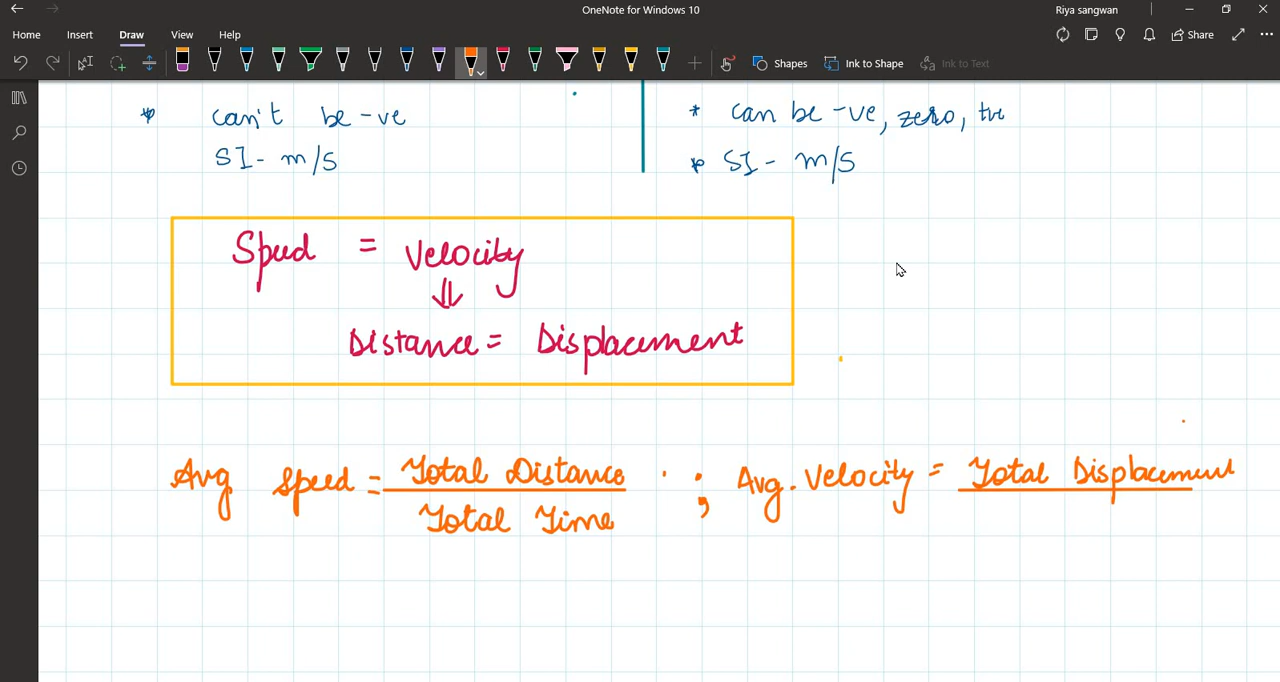 OneNote for Windows 10
Riya sangwan
Home Insert Draw View Help
Share
Shapes
Ink to Shape
Ink to Text
* can't be -ve
SI - m/s
* can be -ve, zero, +ve
* SI - m/s
Speed = Velocity
⇓
Distance = Displacement
Avg Speed = Total Distance / Total Time ; Avg. Velocity = Total Displacement